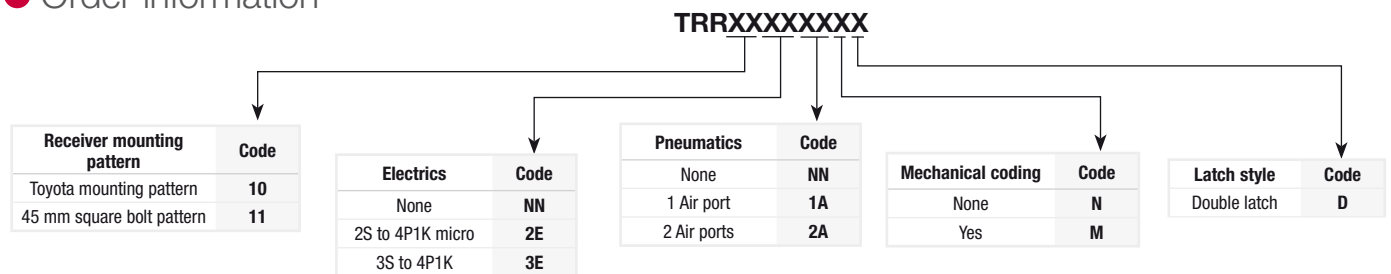 Order information
TRRXXXXXXXX
Receiver mounting pattern Code
Toyota mounting pattern 10
45 mm square bolt pattern 11
Electrics Code
None NN
2S to 4P1K micro 2E
3S to 4P1K 3E
Pneumatics Code
None NN
1 Air port 1A
2 Air ports 2A
Mechanical coding Code
None N
Yes M
Latch style Code
Double latch D